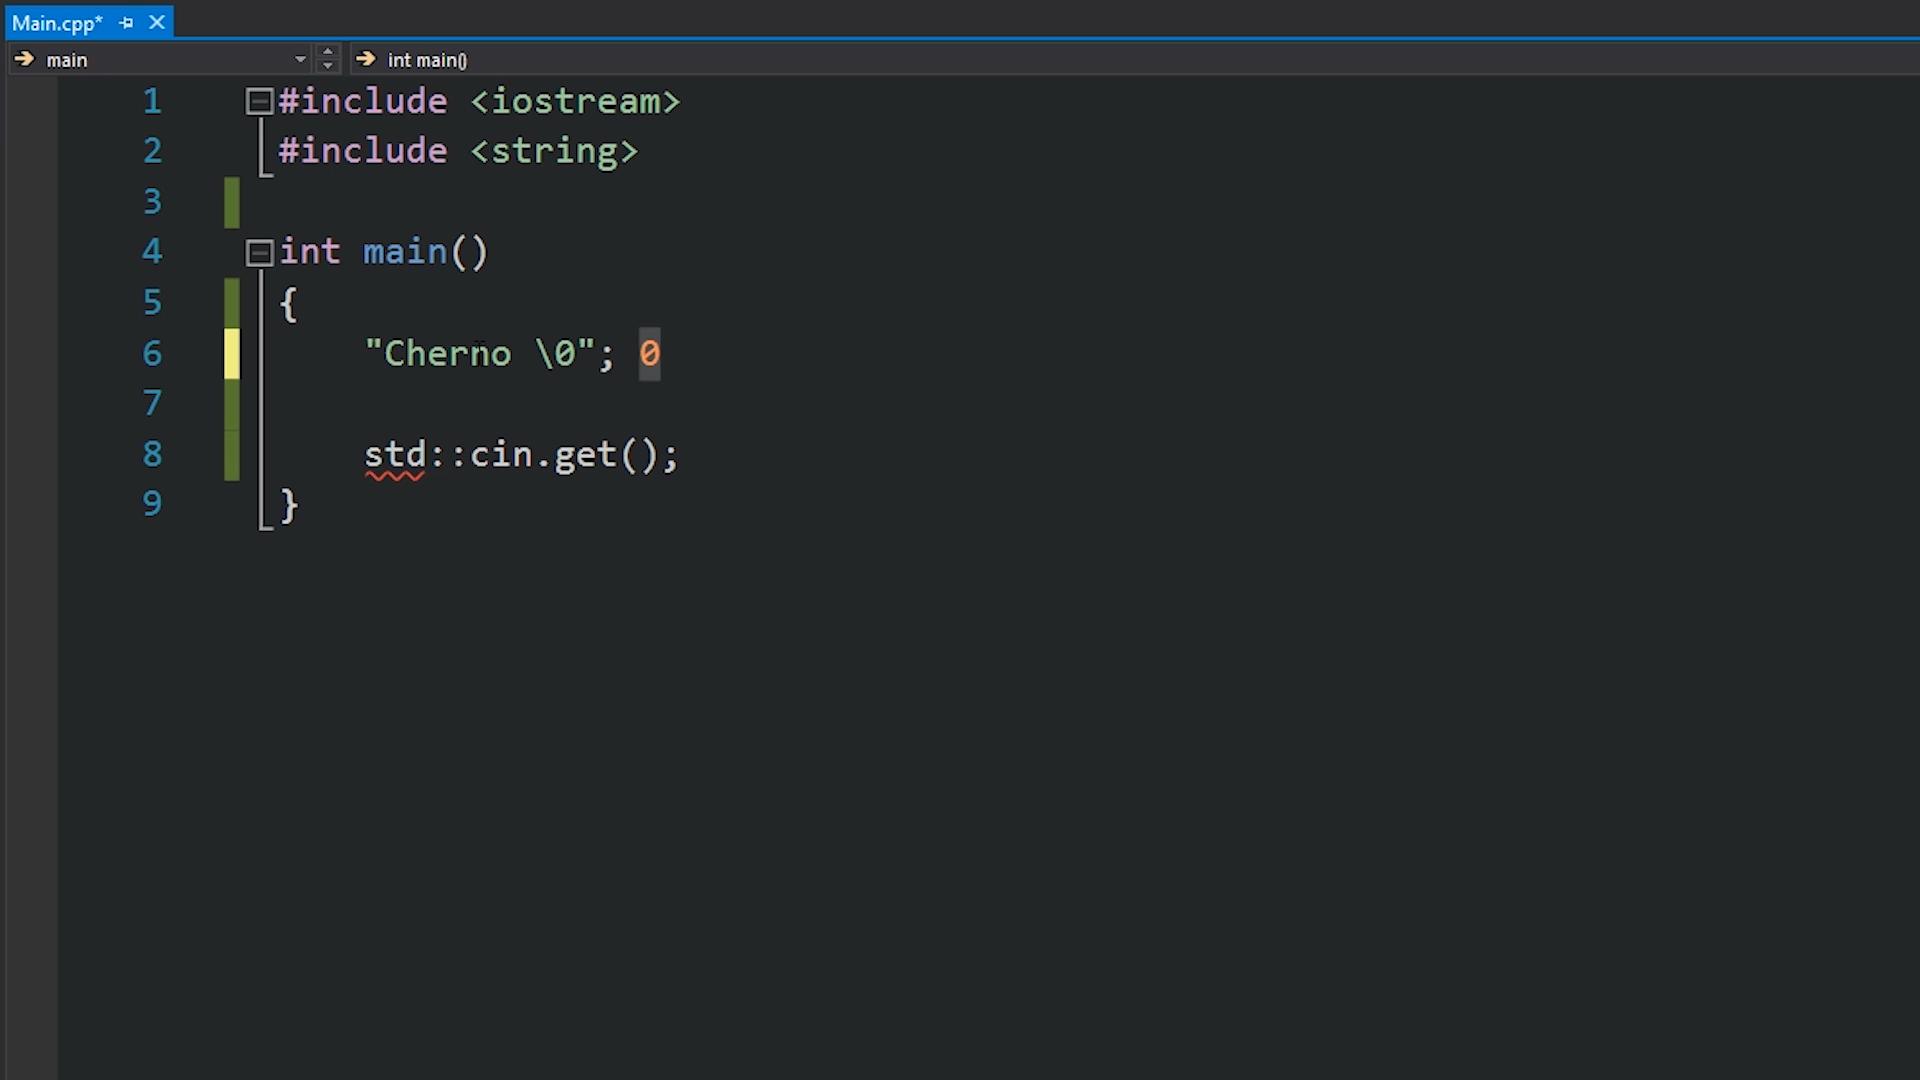 Main.cpp*
main int main()
1 #include <iostream>
2 #include <string>
3
4 int main()
5 {
6 "Cherno \0"; 0
7
8 std::cin.get();
9 }